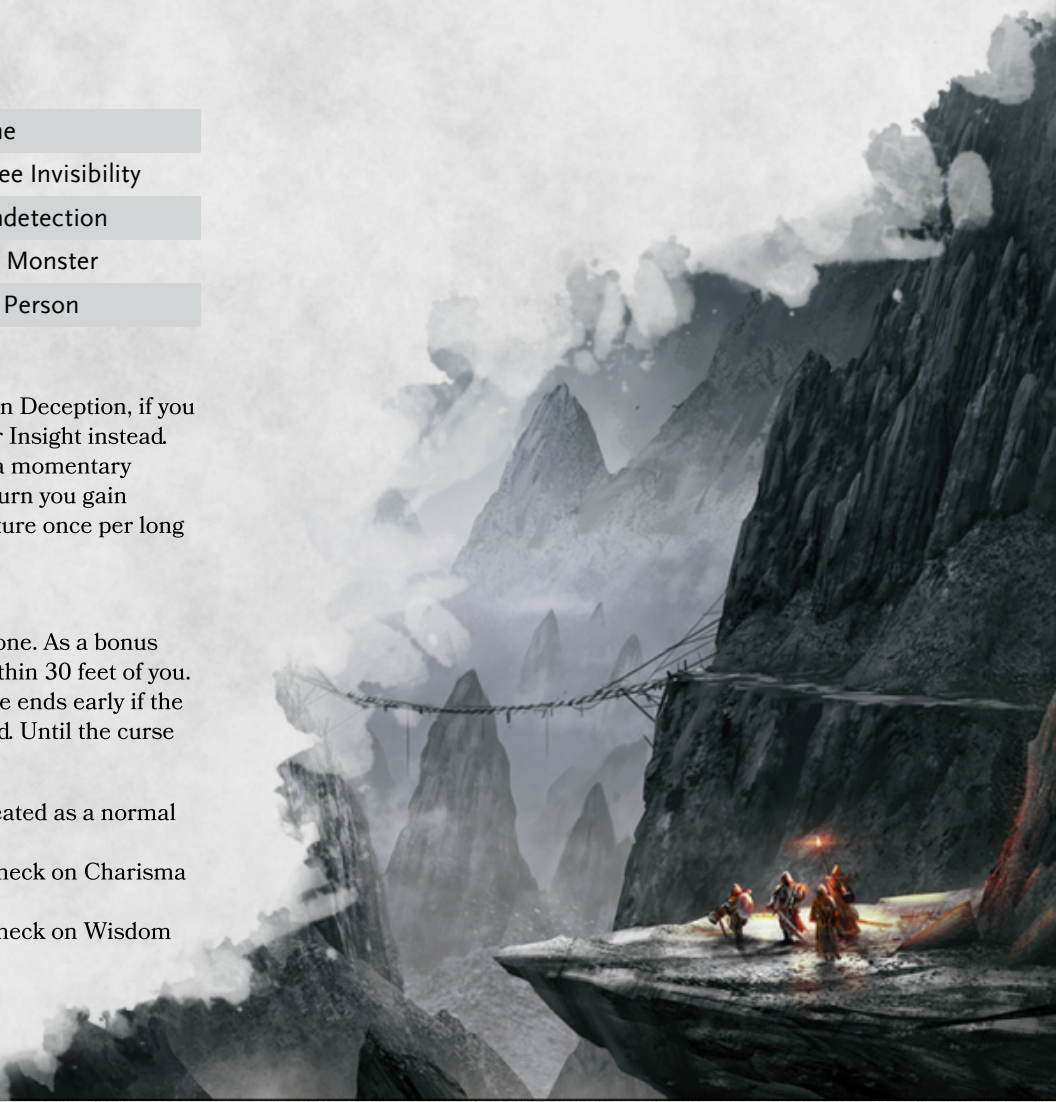 ne
ee Invisibility
ndetection
Monster
Person
n Deception, if you
r Insight instead.
a momentary
urn you gain
ture once per long
one. As a bonus
thin 30 feet of you.
e ends early if the
d. Until the curse
eated as a normal
heck on Charisma
heck on Wisdom